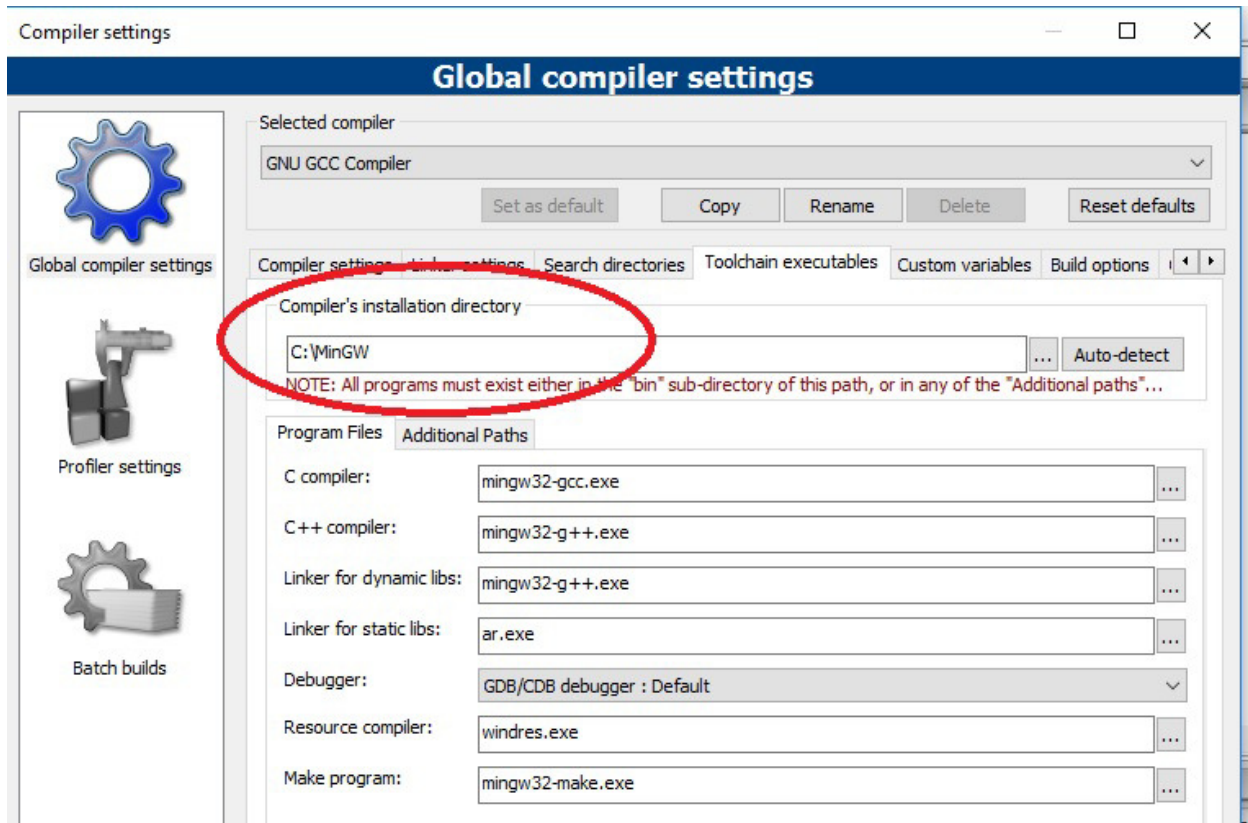 Compiler settings
Global compiler settings
Selected compiler
GNU GCC Compiler
Set as default Copy Rename Delete Reset defaults
Global compiler settings
Compiler settings Linker settings Search directories Toolchain executables Custom variables Build options
Compiler's installation directory
C:\MinGW ... Auto-detect
NOTE: All programs must exist either in the "bin" sub-directory of this path, or in any of the "Additional paths"...
Program Files Additional Paths
Profiler settings
C compiler: mingw32-gcc.exe ...
C++ compiler: mingw32-g++.exe ...
Linker for dynamic libs: mingw32-g++.exe ...
Linker for static libs: ar.exe ...
Batch builds
Debugger: GDB/CDB debugger : Default
Resource compiler: windres.exe ...
Make program: mingw32-make.exe ...